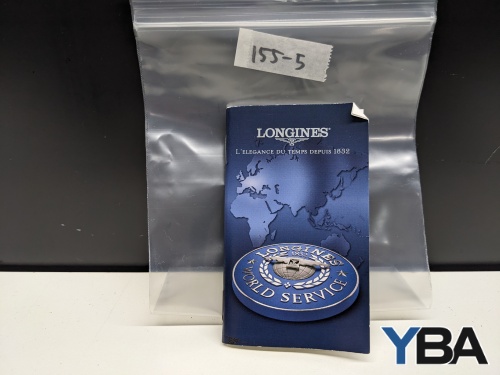 155-5
LONGINES
L'ELEGANCE DU TEMPS DEPUIS 1832
LONGINES
WORLD SERVICE
YBA